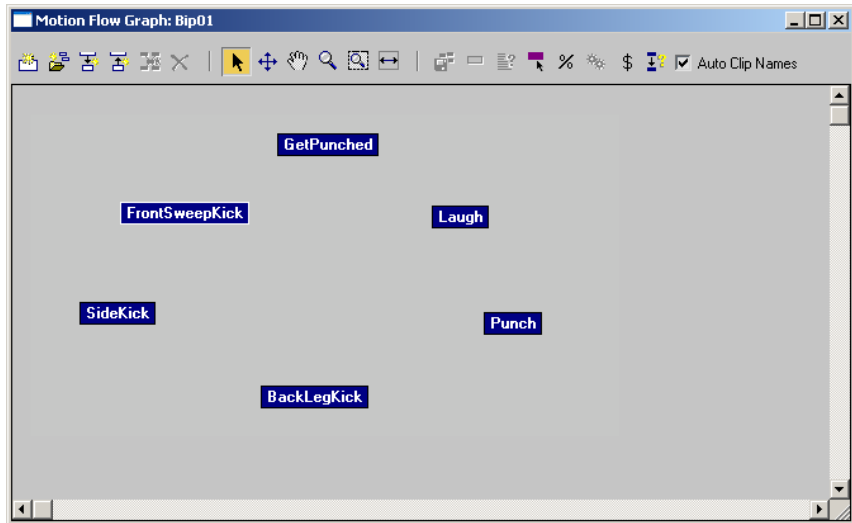 Motion Flow Graph: Bip01
Auto Clip Names
GetPunched
FrontSweepKick
Laugh
SideKick
Punch
BackLegKick